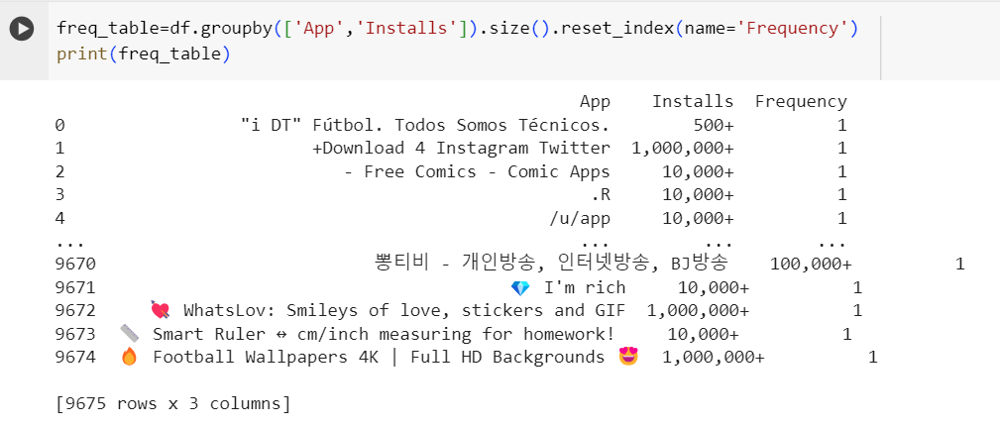 freq_table=df.groupby(['App','Installs']).size().reset_index(name='Frequency')
print(freq_table)
App Installs Frequency
0 "i DT" Fútbol. Todos Somos Técnicos. 500+ 1
1 +Download 4 Instagram Twitter 1,000,000+ 1
2 - Free Comics - Comic Apps 10,000+ 1
3 .R 10,000+ 1
4 /u/app 10,000+ 1
... ... ... ...
9670 뽕티비 - 개인방송, 인터넷방송, BJ방송 100,000+ 1
9671 💎 I'm rich 10,000+ 1
9672 💘 WhatsLov: Smileys of love, stickers and GIF 1,000,000+ 1
9673 📏 Smart Ruler ↔ cm/inch measuring for homework! 10,000+ 1
9674 🔥 Football Wallpapers 4K | Full HD Backgrounds 😍 1,000,000+ 1
[9675 rows x 3 columns]